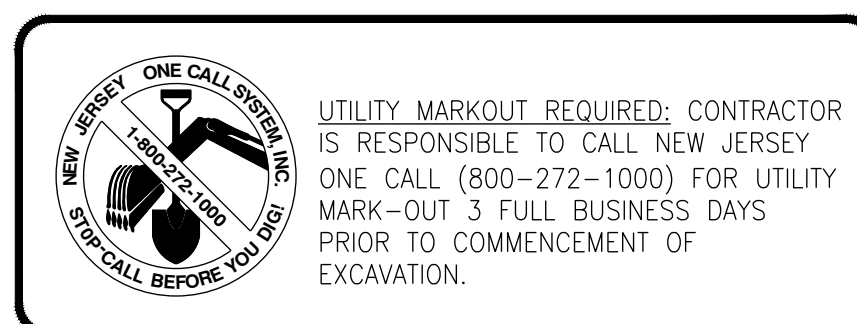 NEW JERSEY ONE CALL SYSTEM, INC.
1-800-272-1000
STOP-CALL BEFORE YOU DIG!
UTILITY MARKOUT REQUIRED: CONTRACTOR
IS RESPONSIBLE TO CALL NEW JERSEY
ONE CALL (800-272-1000) FOR UTILITY
MARK-OUT 3 FULL BUSINESS DAYS
PRIOR TO COMMENCEMENT OF
EXCAVATION.